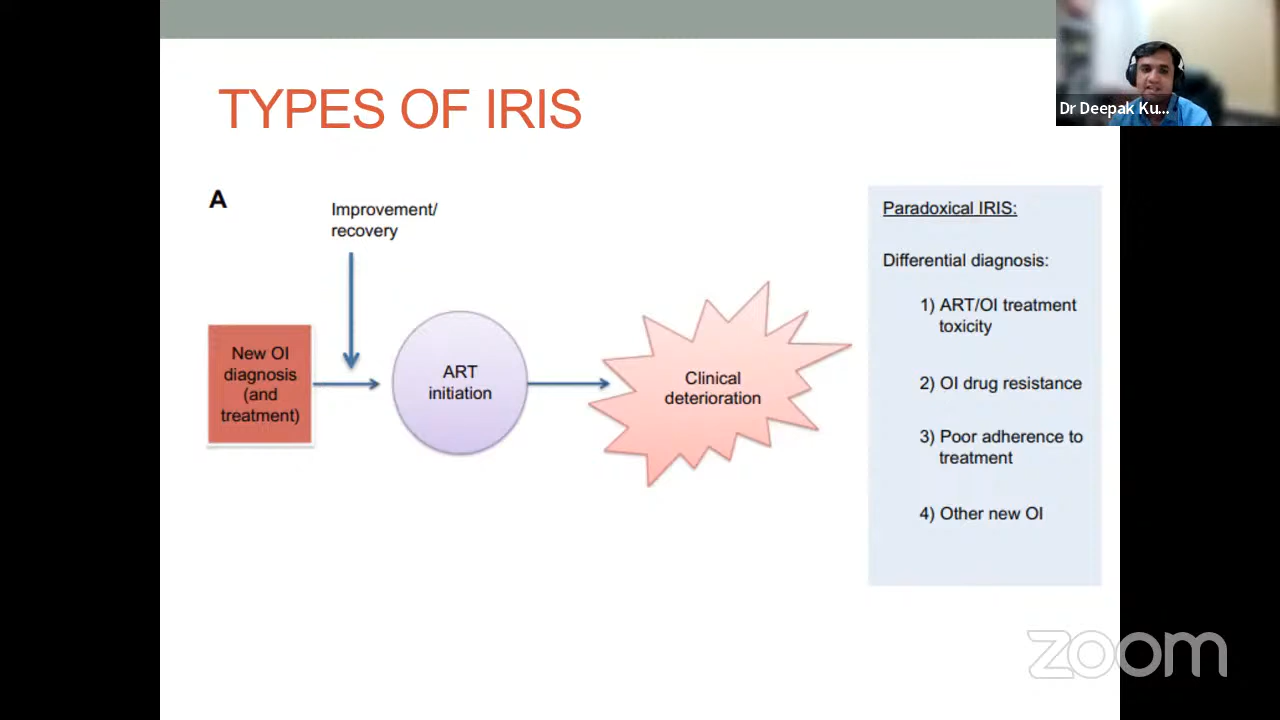 TYPES OF IRIS
Dr Deepak Ku...
A
Improvement/
recovery
New OI
diagnosis
(and
treatment)
ART
initiation
Clinical
deterioration
Paradoxical IRIS:
Differential diagnosis:
1) ART/OI treatment
toxicity
2) OI drug resistance
3) Poor adherence to
treatment
4) Other new OI
zoom